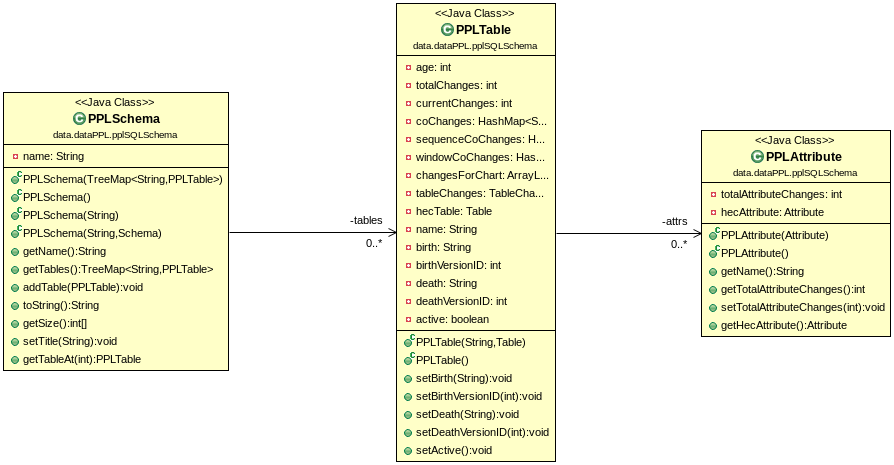 <<Java Class>>
PPLSchema
data.dataPPL.pplSQLSchema
name: String
PPLSchema(TreeMap<String,PPLTable>)
PPLSchema()
PPLSchema(String)
PPLSchema(String,Schema)
getName():String
getTables():TreeMap<String,PPLTable>
addTable(PPLTable):void
toString():String
getSize():int[]
setTitle(String):void
getTableAt(int):PPLTable
-tables
0..*
<<Java Class>>
PPLTable
data.dataPPL.pplSQLSchema
age: int
totalChanges: int
currentChanges: int
coChanges: HashMap<S...
sequenceCoChanges: H...
windowCoChanges: Has...
changesForChart: ArrayL...
tableChanges: TableCha...
hecTable: Table
name: String
birth: String
birthVersionID: int
death: String
deathVersionID: int
active: boolean
PPLTable(String,Table)
PPLTable()
setBirth(String):void
setBirthVersionID(int):void
setDeath(String):void
setDeathVersionID(int):void
setActive():void
-attrs
0..*
<<Java Class>>
PPLAttribute
data.dataPPL.pplSQLSchema
totalAttributeChanges: int
hecAttribute: Attribute
PPLAttribute(Attribute)
PPLAttribute()
getName():String
getTotalAttributeChanges():int
setTotalAttributeChanges(int):void
getHecAttribute():Attribute